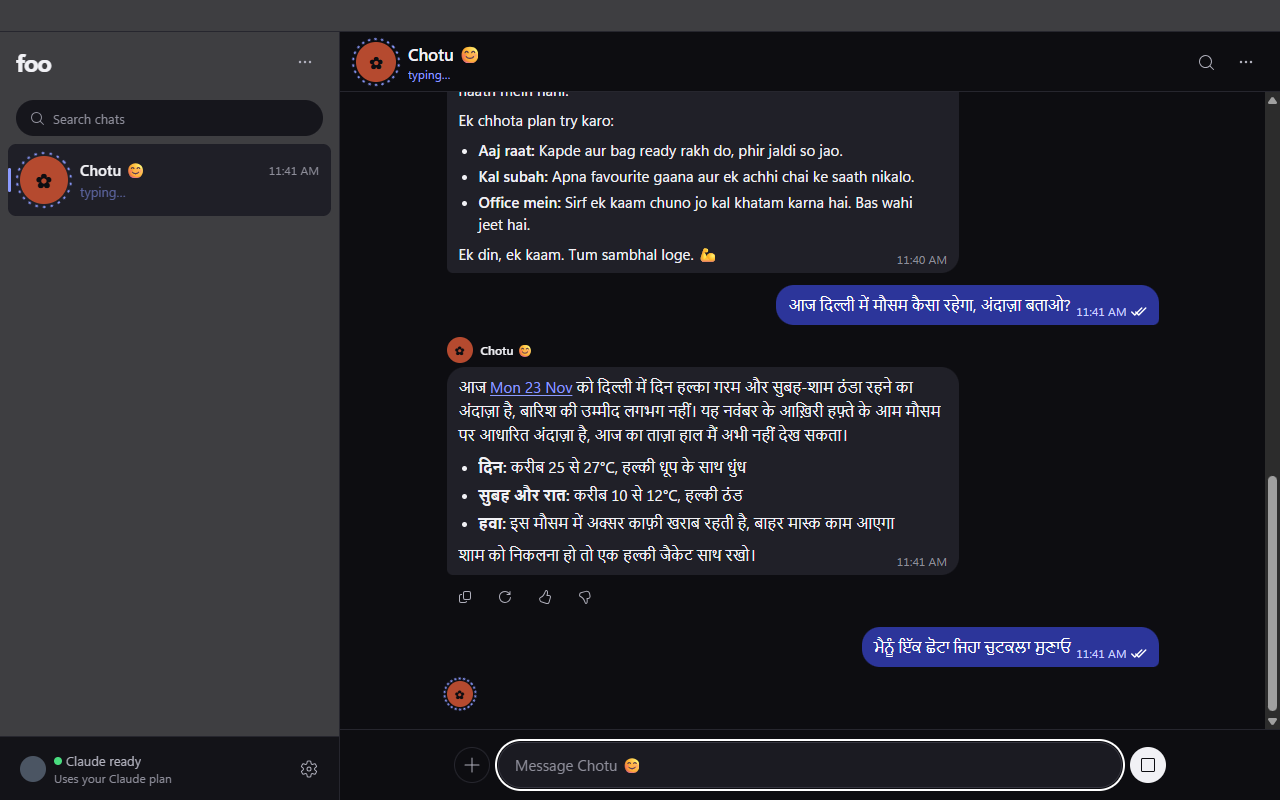 foo
Search chats
Chotu 😊
11:41 AM
typing...
Claude ready
Uses your Claude plan
Chotu 😊
typing...
Ek chhota plan try karo:
Aaj raat: Kapde aur bag ready rakh do, phir jaldi so jao.
Kal subah: Apna favourite gaana aur ek achhi chai ke saath nikalo.
Office mein: Sirf ek kaam chuno jo kal khatam karna hai. Bas wahi
jeet hai.
Ek din, ek kaam. Tum sambhal loge. 💪
11:40 AM
आज दिल्ली में मौसम कैसा रहेगा, अंदाज़ा बताओ?
11:41 AM
Chotu 😊
आज Mon 23 Nov को दिल्ली में दिन हल्का गरम और सुबह-शाम ठंडा रहने का
अंदाज़ा है, बारिश की उम्मीद लगभग नहीं। यह नवंबर के आख़िरी हफ़्ते के आम मौसम
पर आधारित अंदाज़ा है, आज का ताज़ा हाल मैं अभी नहीं देख सकता।
दिन: करीब 25 से 27°C, हल्की धूप के साथ धुंध
सुबह और रात: करीब 10 से 12°C, हल्की ठंड
हवा: इस मौसम में अक्सर काफ़ी खराब रहती है, बाहर मास्क काम आएगा
शाम को निकलना हो तो एक हल्की जैकेट साथ रखो।
11:41 AM
ਮੈਨੂੰ ਇੱਕ ਛੋਟਾ ਜਿਹਾ ਚੁਟਕਲਾ ਸੁਣਾਓ
11:41 AM
Message Chotu 😊